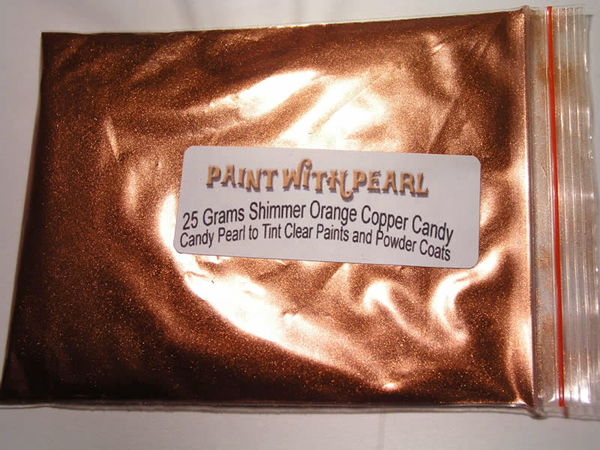 PAINT WITH PEARL
25 Grams Shimmer Orange Copper Candy
Candy Pearl to Tint Clear Paints and Powder Coats